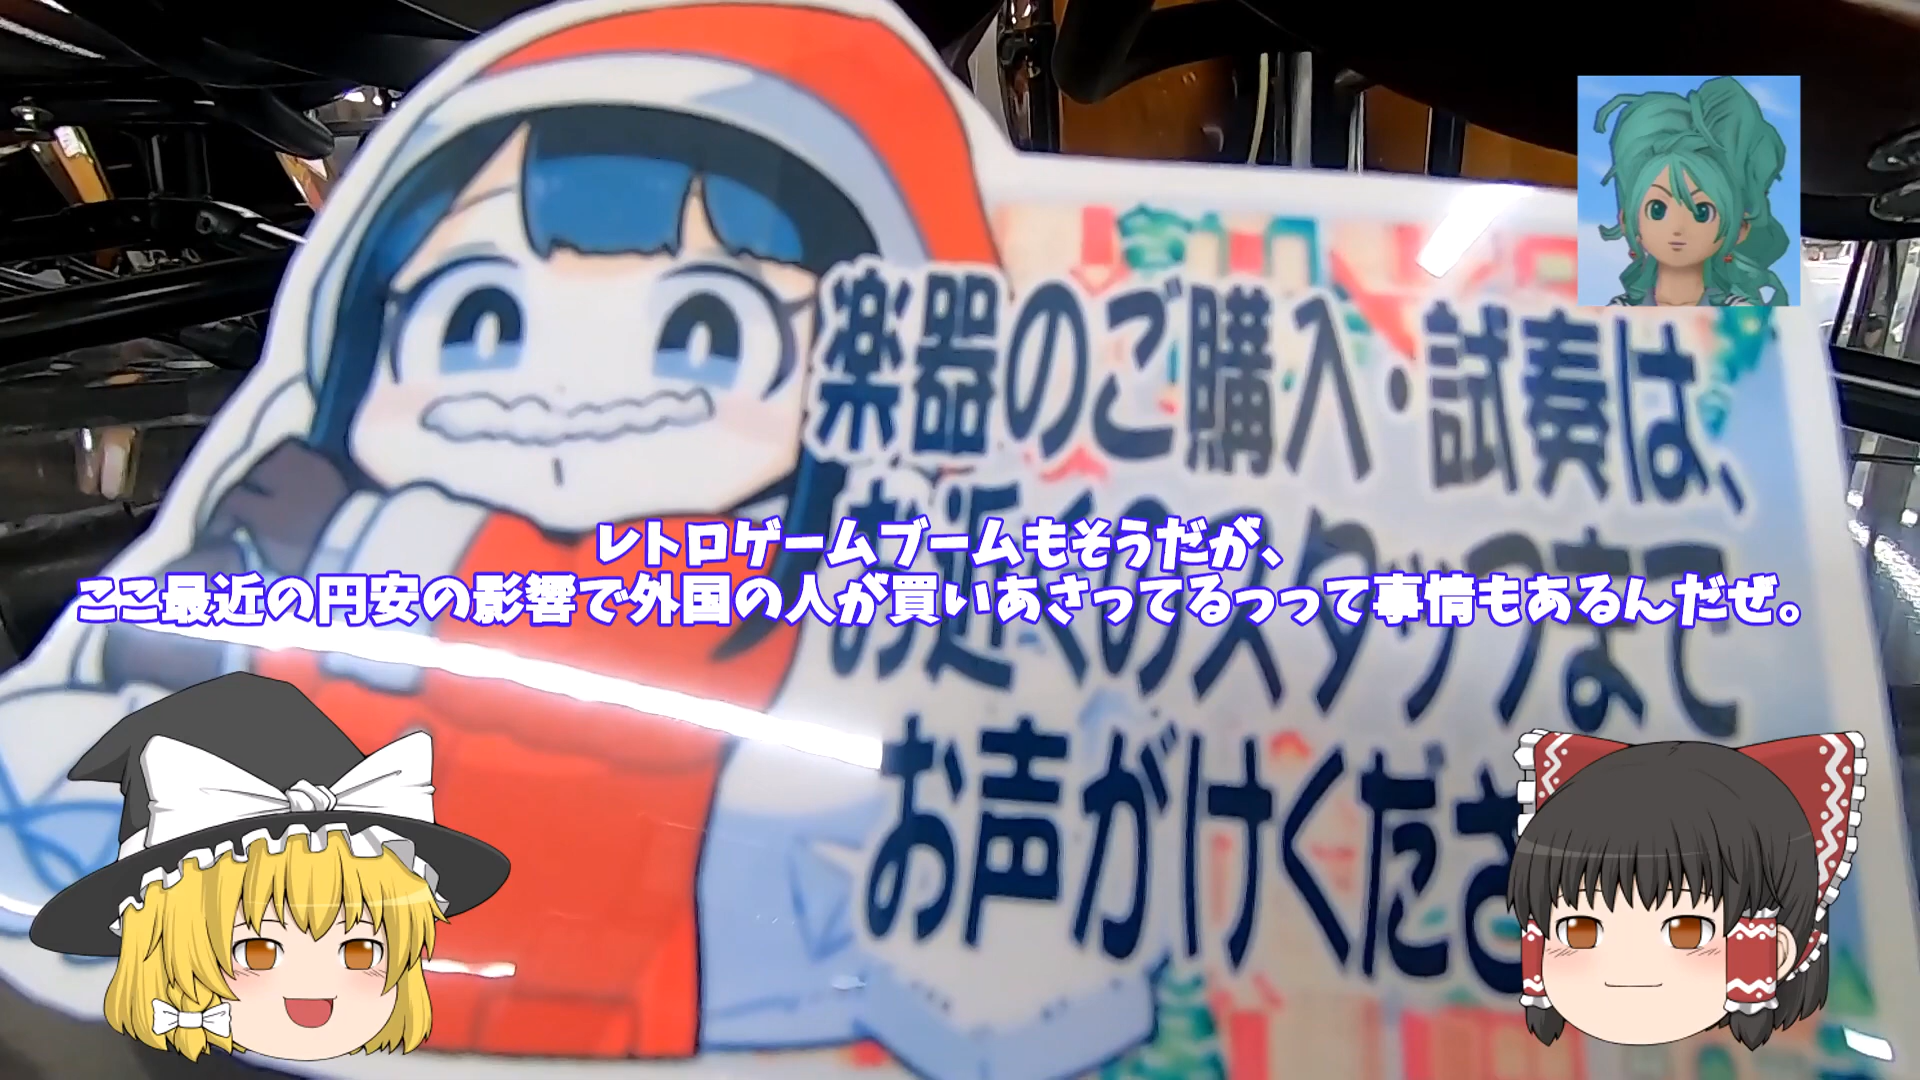 楽器のご購入・試奏は、
お近くのスタッフまで
お声がけくださ
レトロゲームブームもそうだが、
ここ最近の円安の影響で外国の人が買いあさってるっって事情もあるんだぜ。